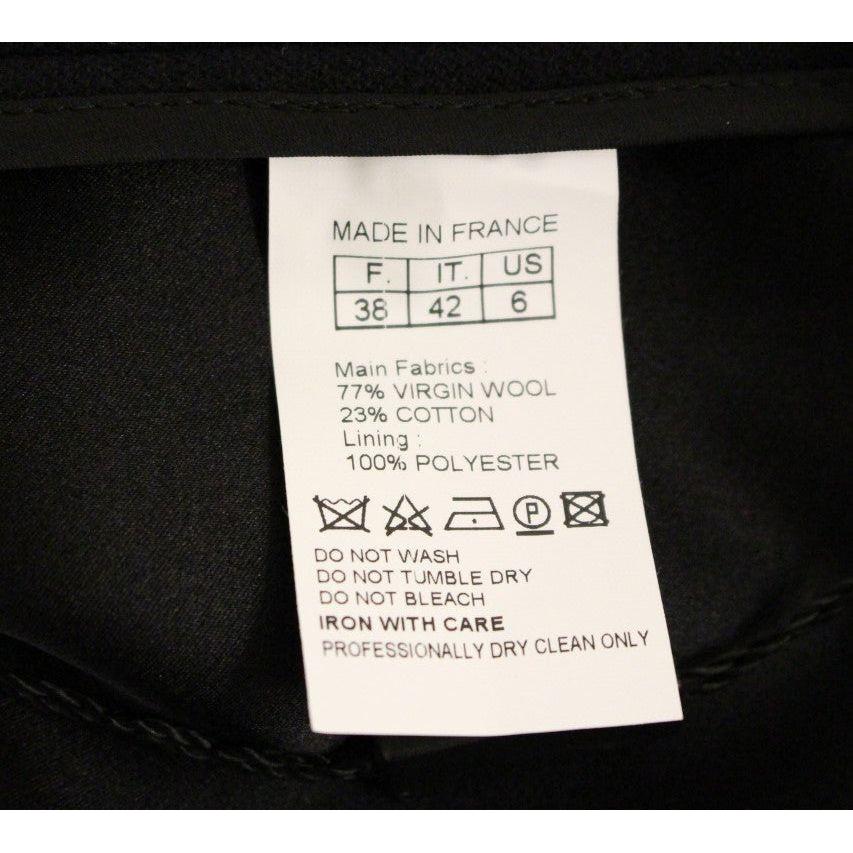 MADE IN FRANCE
F. IT. US
38 42 6
Main Fabrics :
77% VIRGIN WOOL
23% COTTON
Lining :
100% POLYESTER
P
DO NOT WASH
DO NOT TUMBLE DRY
DO NOT BLEACH
IRON WITH CARE
PROFESSIONALLY DRY CLEAN ONLY